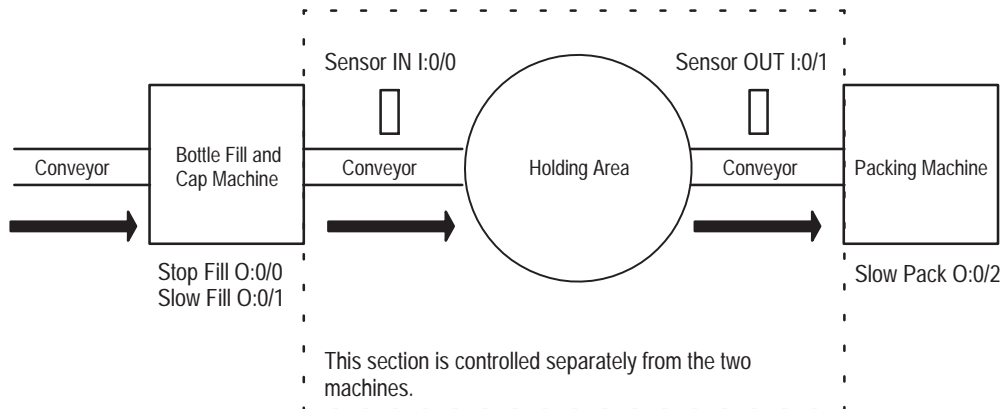 Sensor IN I:0/0
Sensor OUT I:0/1
Conveyor
Bottle Fill and
Cap Machine
Conveyor
Holding Area
Conveyor
Packing Machine
Stop Fill O:0/0
Slow Fill O:0/1
Slow Pack O:0/2
This section is controlled separately from the two
machines.